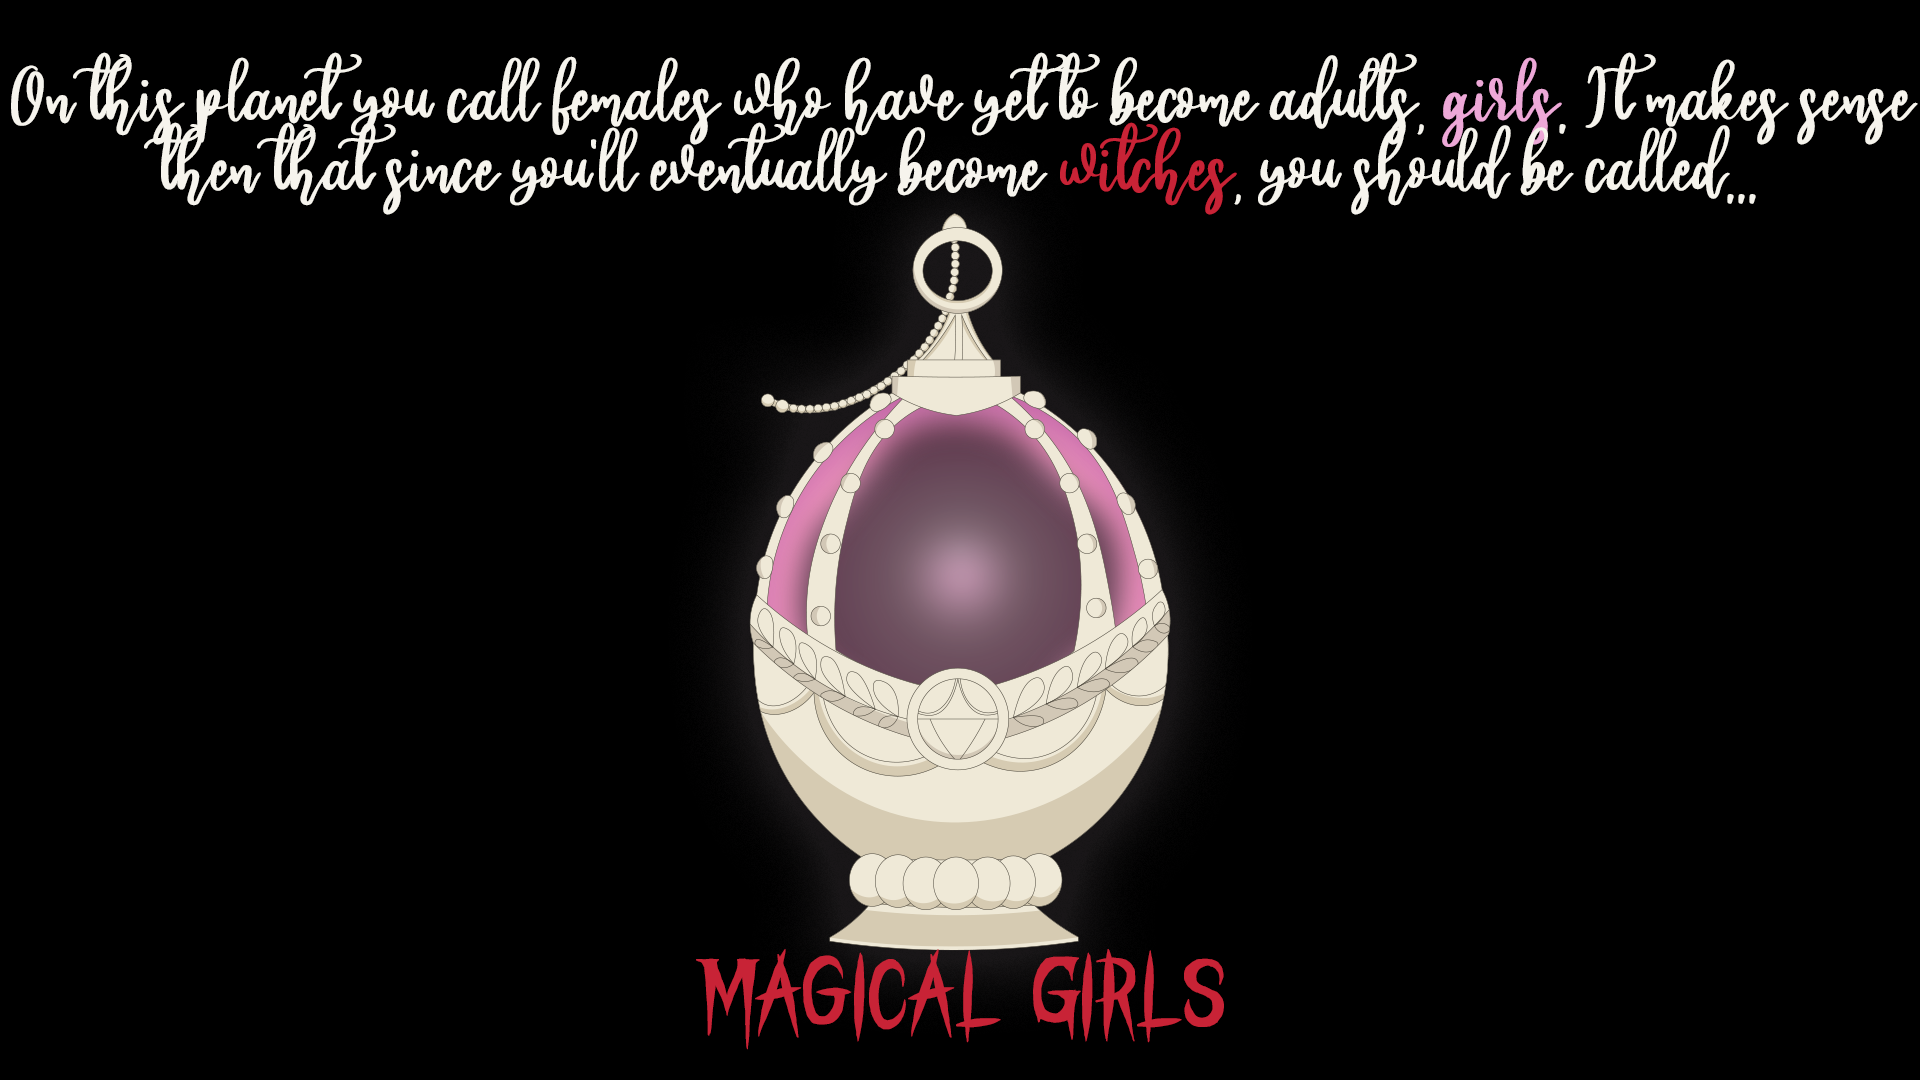 On this planet you call females who have yet to become adults, girls, It makes sense
then that since you'll eventually become witches, you should be called...
MAGICAL GIRLS